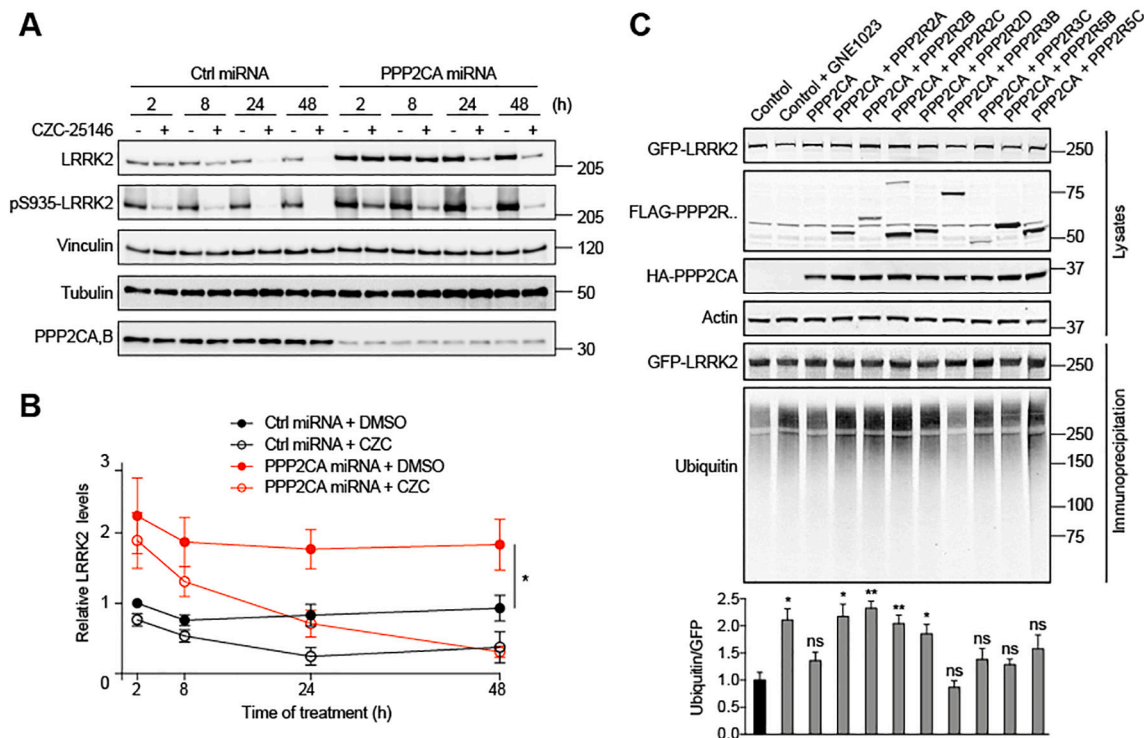 A
Ctrl miRNA PPP2CA miRNA
2 8 24 48 2 8 24 48 (h)
CZC-25146 - + - + - + - + - + - + - + - +
LRRK2
205
pS935-LRRK2
205
Vinculin
120
Tubulin
50
PPP2CA,B
30
B
Ctrl miRNA + DMSO
Ctrl miRNA + CZC
PPP2CA miRNA + DMSO
PPP2CA miRNA + CZC
Relative LRRK2 levels
3
2
1
0
*
2 8 24 48
Time of treatment (h)
C
Control
Control + GNE1023
PPP2CA
PPP2CA + PPP2R2A
PPP2CA + PPP2R2B
PPP2CA + PPP2R2C
PPP2CA + PPP2R2D
PPP2CA + PPP2R3B
PPP2CA + PPP2R3C
PPP2CA + PPP2R5B
PPP2CA + PPP2R5C
GFP-LRRK2
250
FLAG-PPP2R..
75
50
HA-PPP2CA
37
Actin
37
Lysates
GFP-LRRK2
250
Ubiquitin
250
150
100
75
Immunoprecipitation
Ubiquitin/GFP
2.5
2.0
1.5
1.0
0.5
0.0
* ns * ** ** * ns ns ns ns